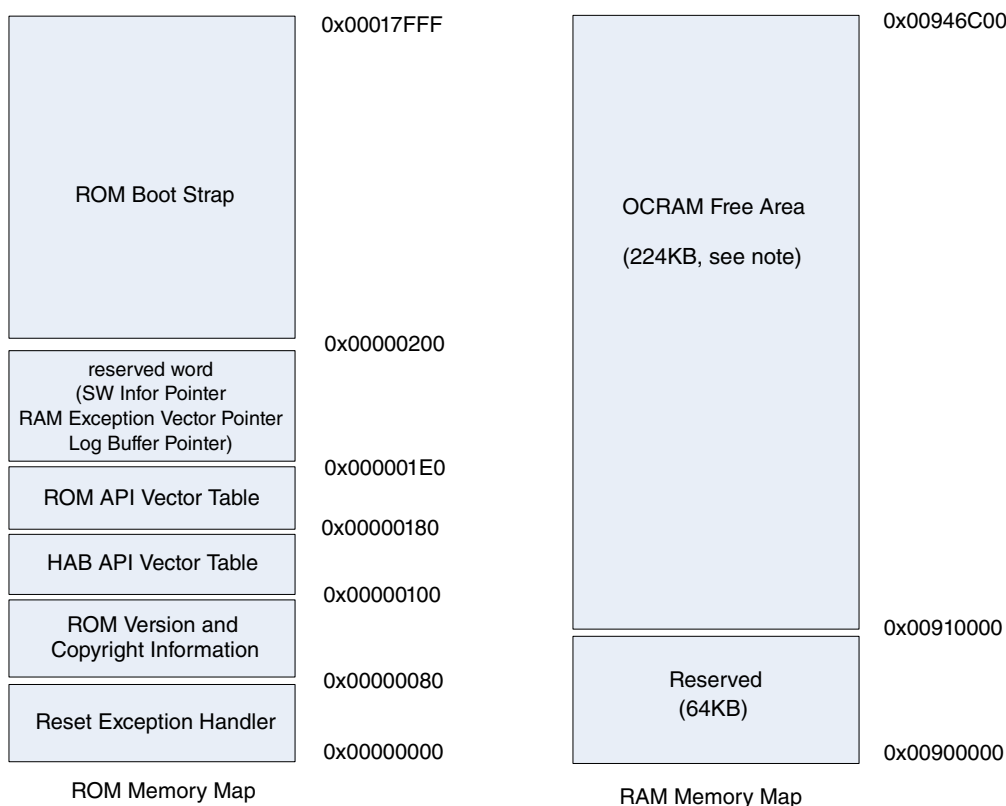 0x00017FFF
ROM Boot Strap
0x00000200
reserved word
(SW Infor Pointer
RAM Exception Vector Pointer
Log Buffer Pointer)
0x000001E0
ROM API Vector Table
0x00000180
HAB API Vector Table
0x00000100
ROM Version and
Copyright Information
0x00000080
Reset Exception Handler
0x00000000
ROM Memory Map
0x00946C00
OCRAM Free Area
(224KB, see note)
0x00910000
Reserved
(64KB)
0x00900000
RAM Memory Map